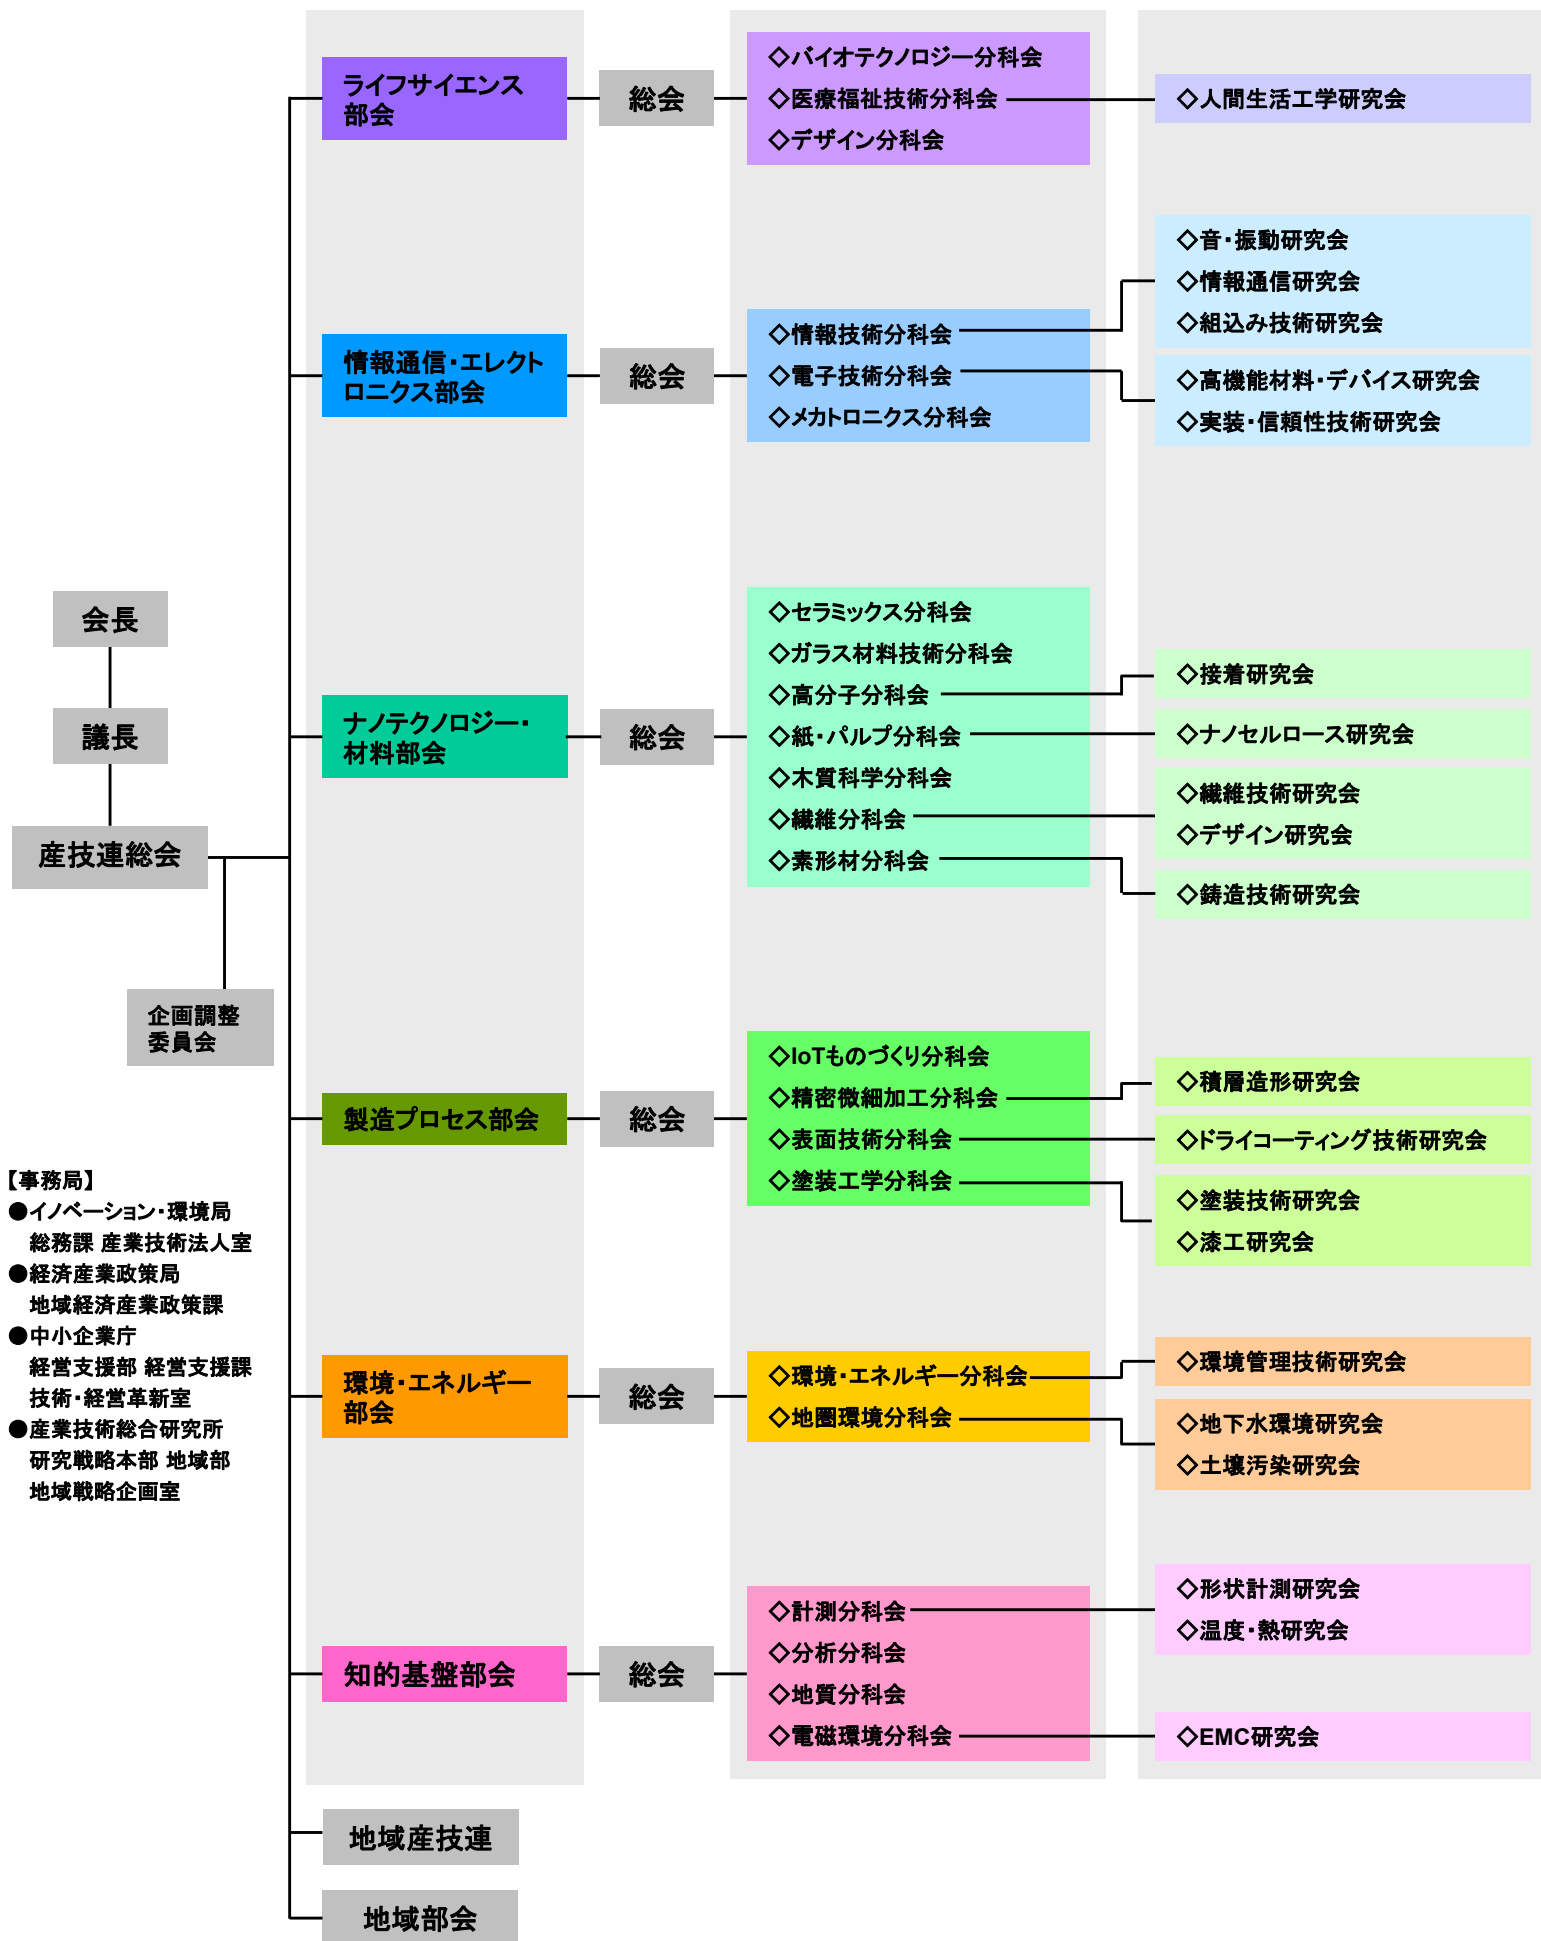 会長
議長
産技連総会
企画調整
委員会
【事務局】
●イノベーション・環境局
総務課 産業技術法人室
●経済産業政策局
地域経済産業政策課
●中小企業庁
経営支援部 経営支援課
技術・経営革新室
●産業技術総合研究所
研究戦略本部 地域部
地域戦略企画室
ライフサイエンス
部会
総会
◇バイオテクノロジー分科会
◇医療福祉技術分科会
◇デザイン分科会
◇人間生活工学研究会
情報通信・エレクト
ロニクス部会
総会
◇情報技術分科会
◇電子技術分科会
◇メカトロニクス分科会
◇音・振動研究会
◇情報通信研究会
◇組込み技術研究会
◇高機能材料・デバイス研究会
◇実装・信頼性技術研究会
ナノテクノロジー・
材料部会
総会
◇セラミックス分科会
◇ガラス材料技術分科会
◇高分子分科会
◇紙・パルプ分科会
◇木質科学分科会
◇繊維分科会
◇素形材分科会
◇接着研究会
◇ナノセルロース研究会
◇繊維技術研究会
◇デザイン研究会
◇鋳造技術研究会
製造プロセス部会
総会
◇IoTものづくり分科会
◇精密微細加工分科会
◇表面技術分科会
◇塗装工学分科会
◇積層造形研究会
◇ドライコーティング技術研究会
◇塗装技術研究会
◇漆工研究会
環境・エネルギー
部会
総会
◇環境・エネルギー分科会
◇地圏環境分科会
◇環境管理技術研究会
◇地下水環境研究会
◇土壌汚染研究会
知的基盤部会
総会
◇計測分科会
◇分析分科会
◇地質分科会
◇電磁環境分科会
◇形状計測研究会
◇温度・熱研究会
◇EMC研究会
地域産技連
地域部会